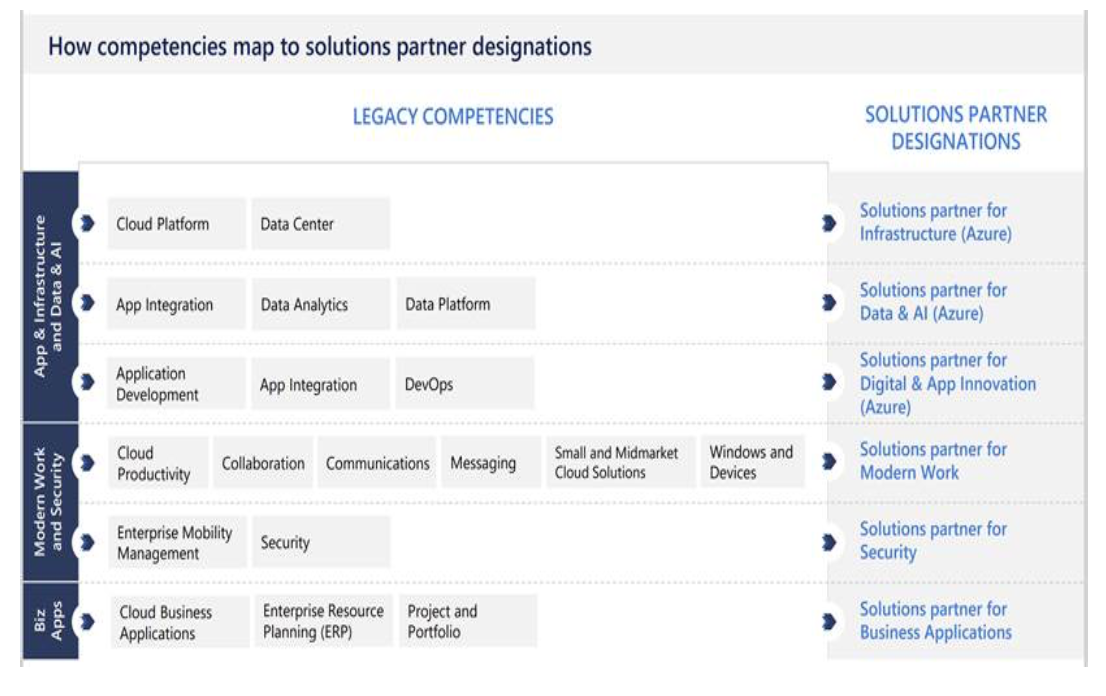 How competencies map to solutions partner designations
LEGACY COMPETENCIES
SOLUTIONS PARTNER
DESIGNATIONS
App & Infrastructure
and Data & AI
Cloud Platform
Data Center
Solutions partner for
Infrastructure (Azure)
App Integration
Data Analytics
Data Platform
Solutions partner for
Data & AI (Azure)
Application
Development
App Integration
DevOps
Solutions partner for
Digital & App Innovation
(Azure)
Modern Work
and Security
Cloud
Productivity
Collaboration
Communications
Messaging
Small and Midmarket
Cloud Solutions
Windows and
Devices
Solutions partner for
Modern Work
Enterprise Mobility
Management
Security
Solutions partner for
Security
Biz
Apps
Cloud Business
Applications
Enterprise Resource
Planning (ERP)
Project and
Portfolio
Solutions partner for
Business Applications